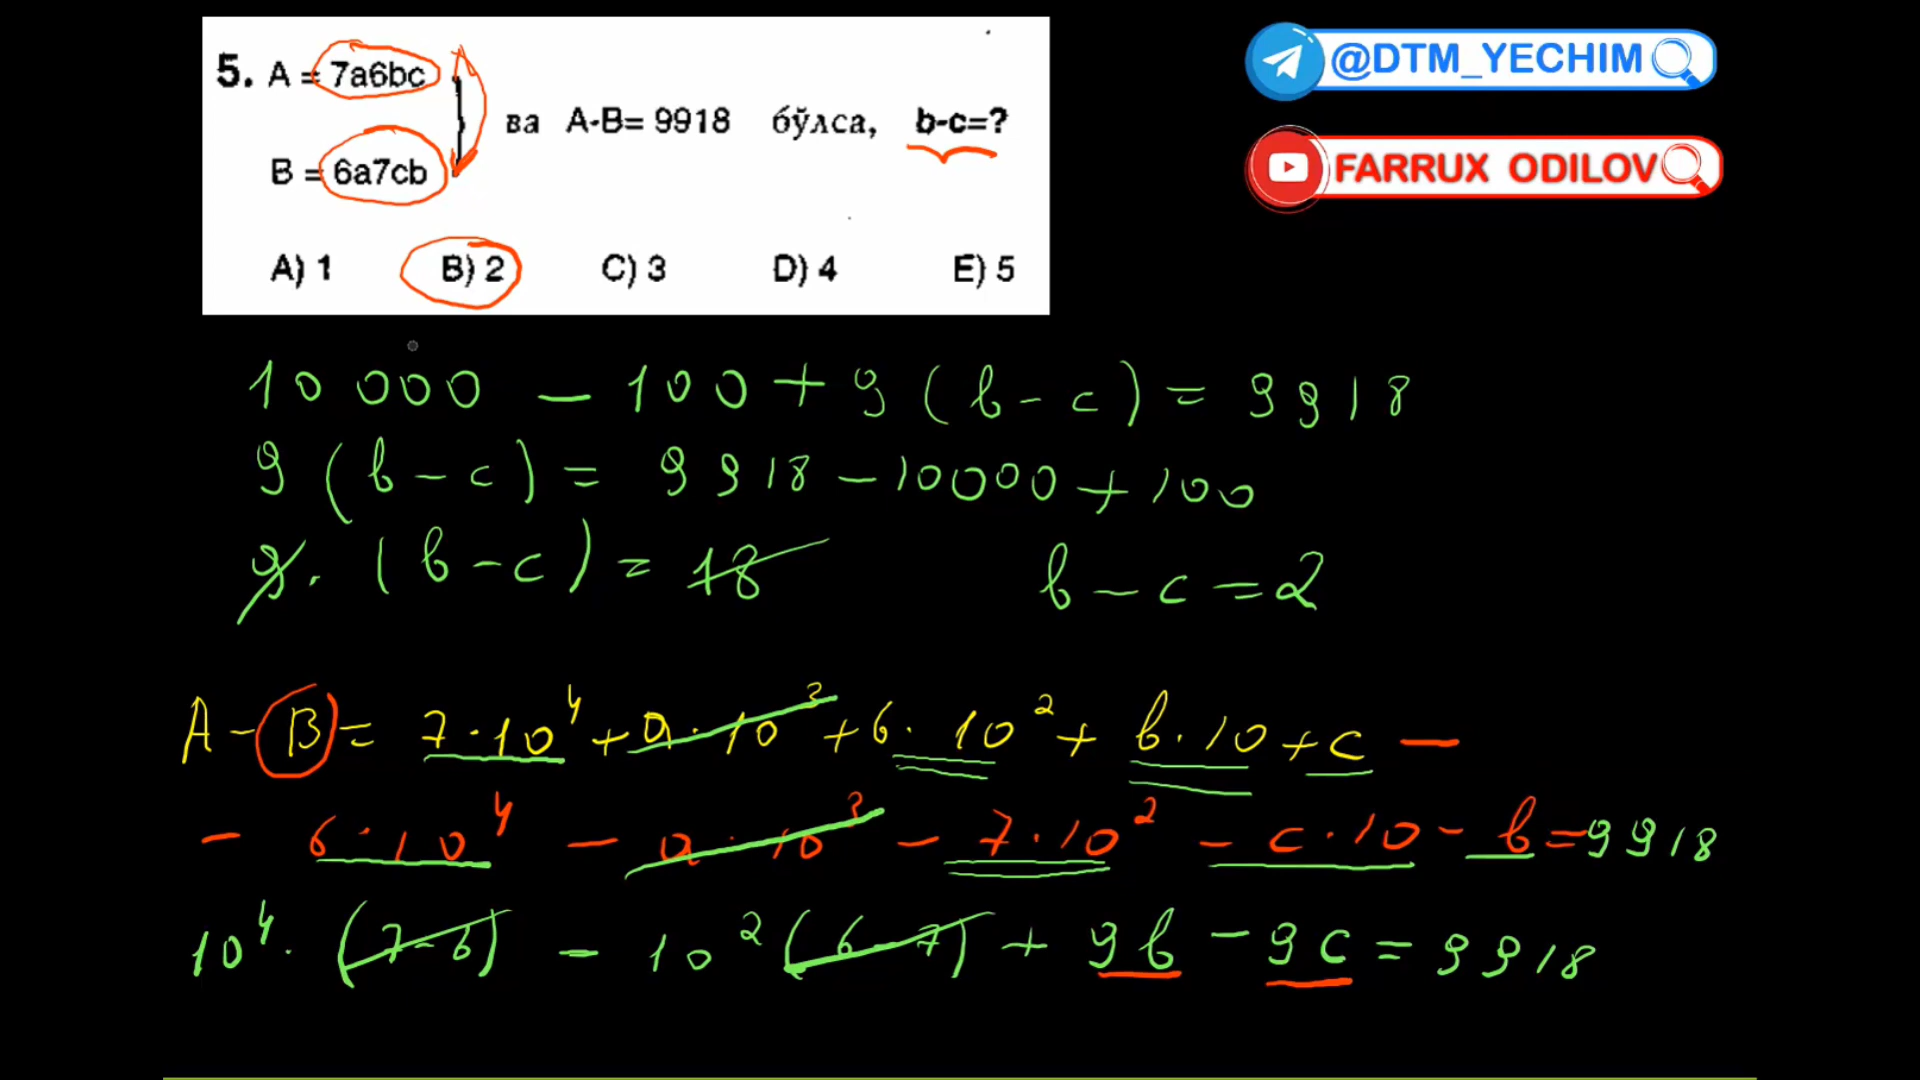 @DTM_YECHIM
FARRUX ODILOV
5. A = 7a6bc
B = 6a7cb
ва A-B= 9918 бўлса, b-c=?
A) 1 B) 2 C) 3 D) 4 E) 5
10 000 - 100 + 9 (b - c) = 9918
9 (b - c) = 9918 - 10000 + 100
9 · (b - c) = 18 b - c = 2
A - B = 7·10⁴ + a·10³ + 6·10² + b·10 + c -
- 6·10⁴ - a·10³ - 7·10² - c·10 - b = 9918
10⁴ · (7-6) - 10² (6-7) + 9b - 9c = 9918